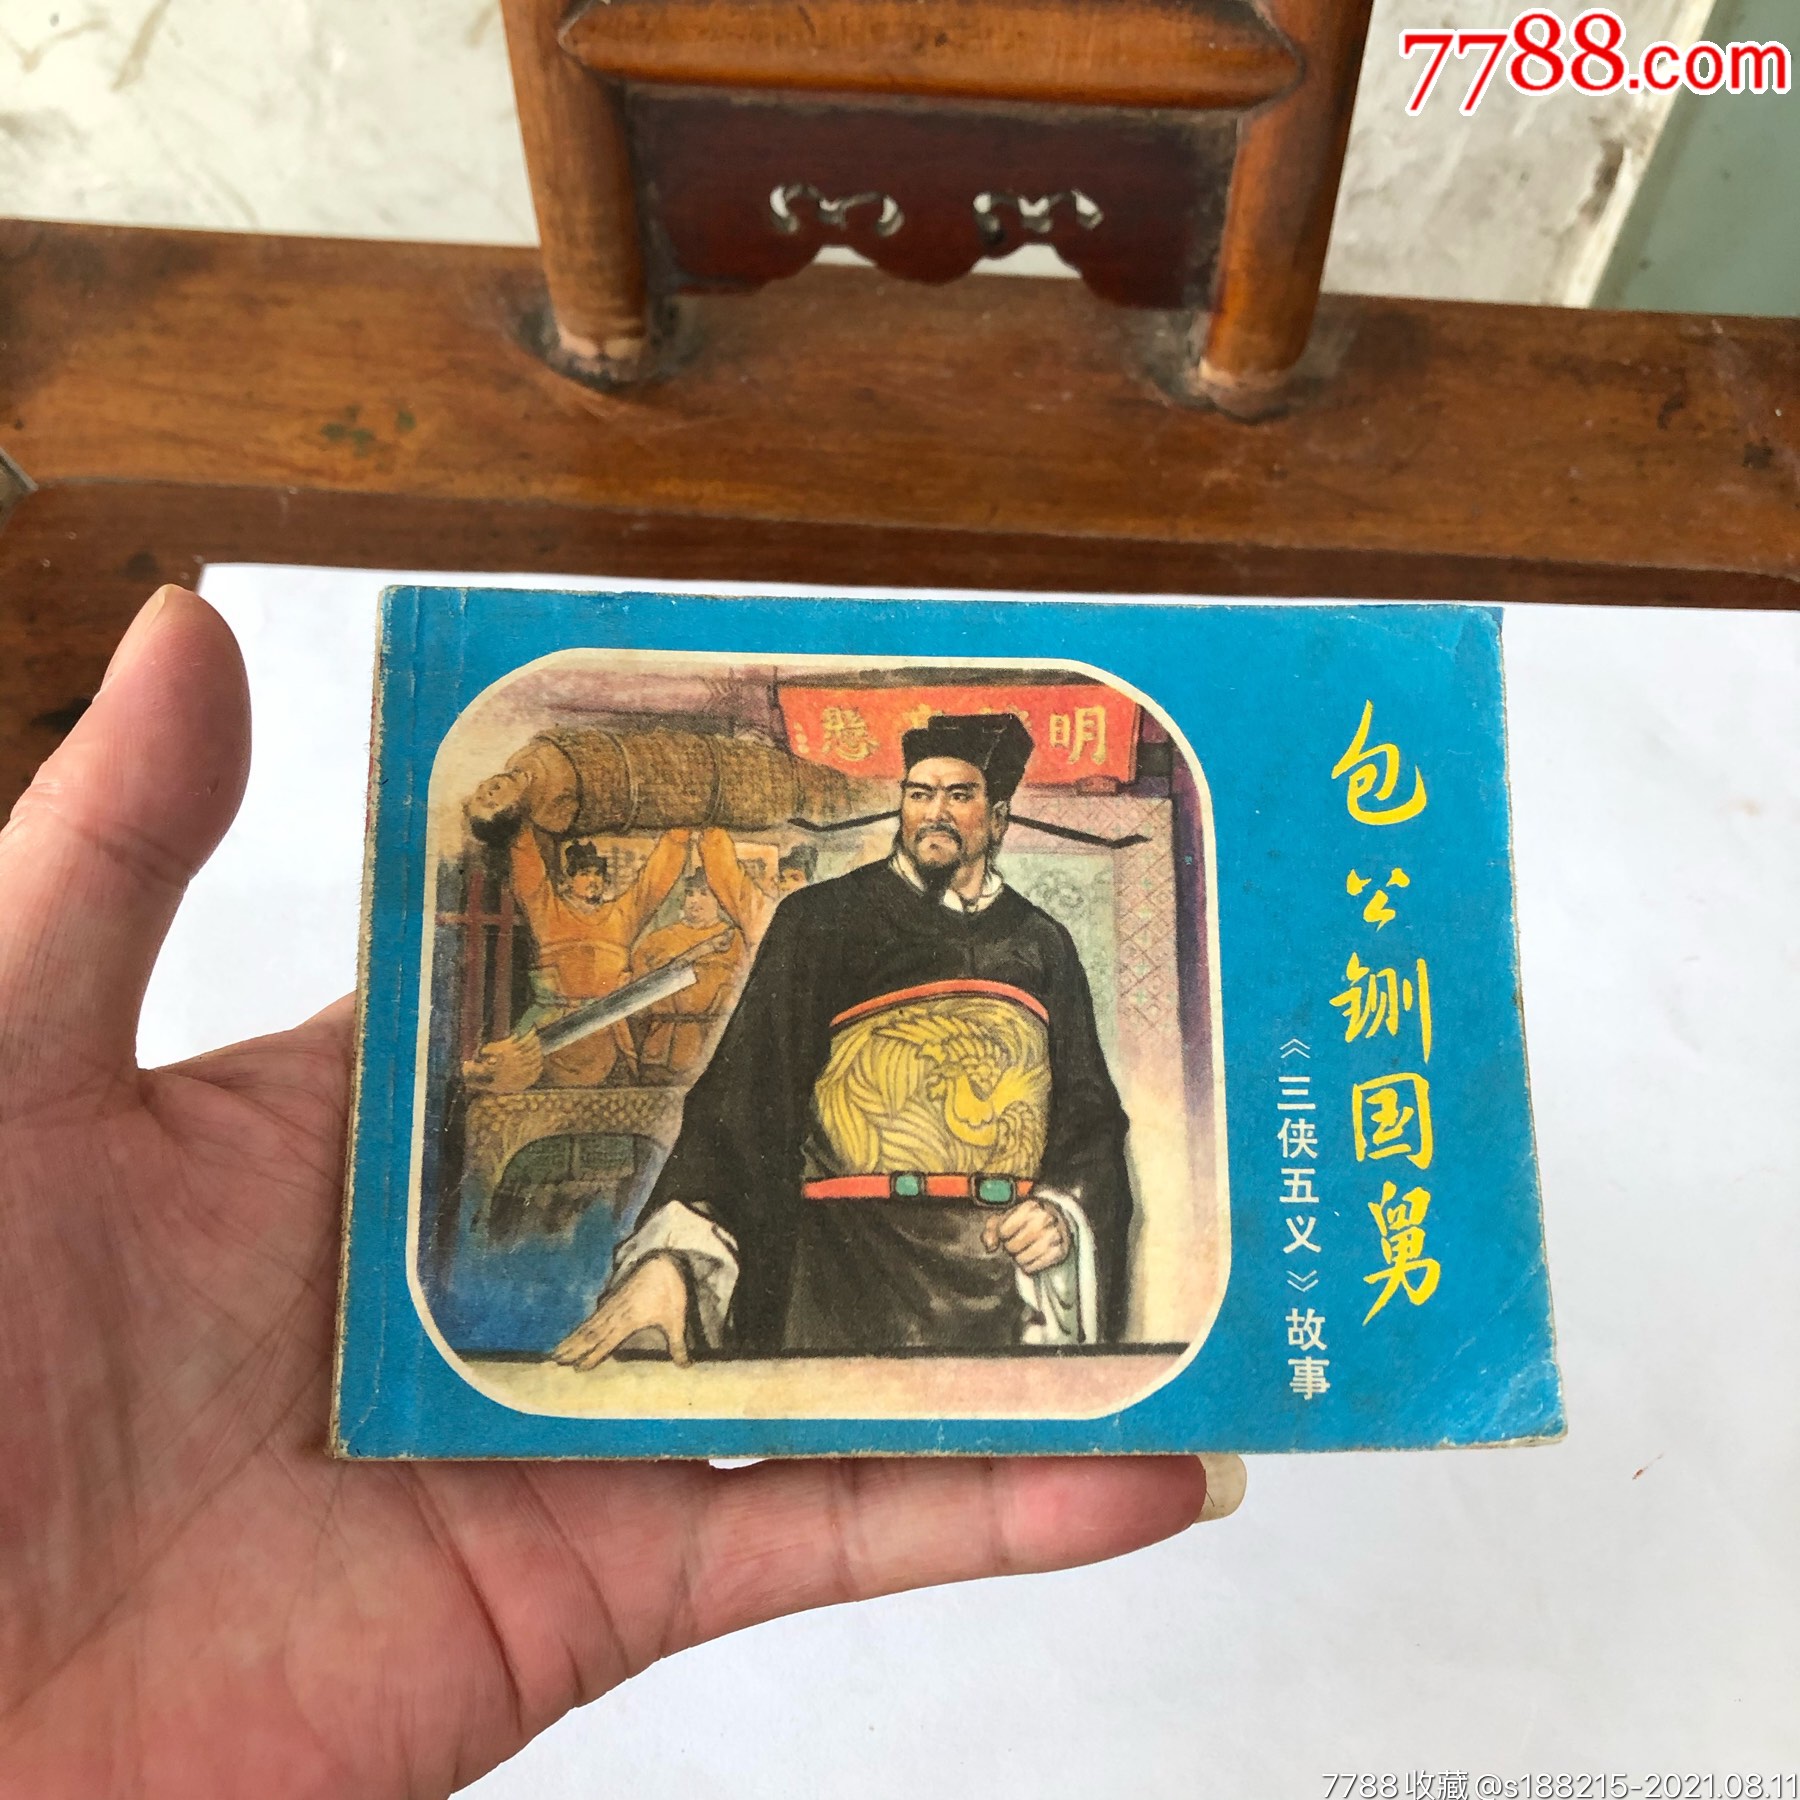 7788.com
明
悬
包公铡国舅
《三侠五义》故事
7788收藏@s188215-2021.08.11